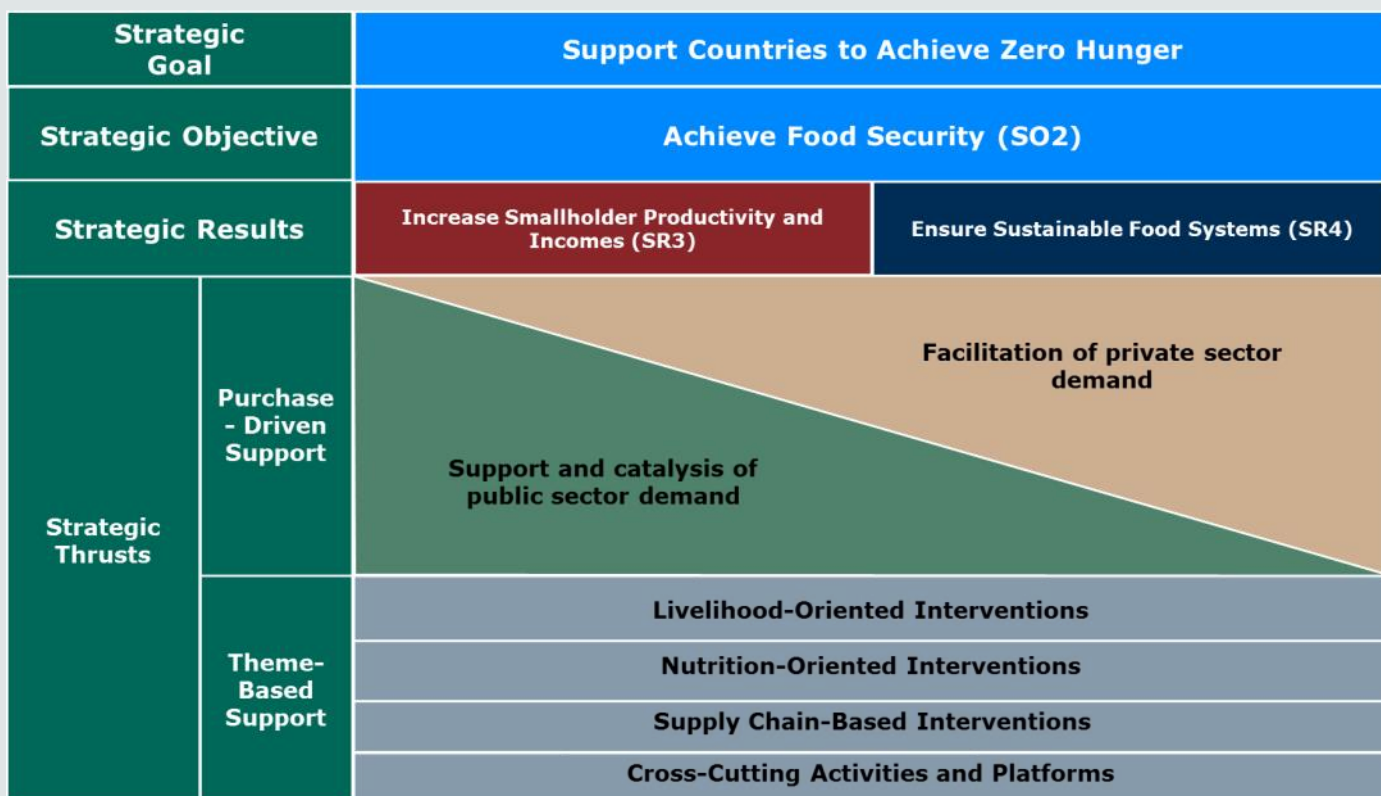 Strategic
Goal
Support Countries to Achieve Zero Hunger
Strategic Objective
Achieve Food Security (SO2)
Strategic Results
Increase Smallholder Productivity and
Incomes (SR3)
Ensure Sustainable Food Systems (SR4)
Strategic
Thrusts
Purchase
- Driven
Support
Facilitation of private sector
demand
Support and catalysis of
public sector demand
Theme-
Based
Support
Livelihood-Oriented Interventions
Nutrition-Oriented Interventions
Supply Chain-Based Interventions
Cross-Cutting Activities and Platforms